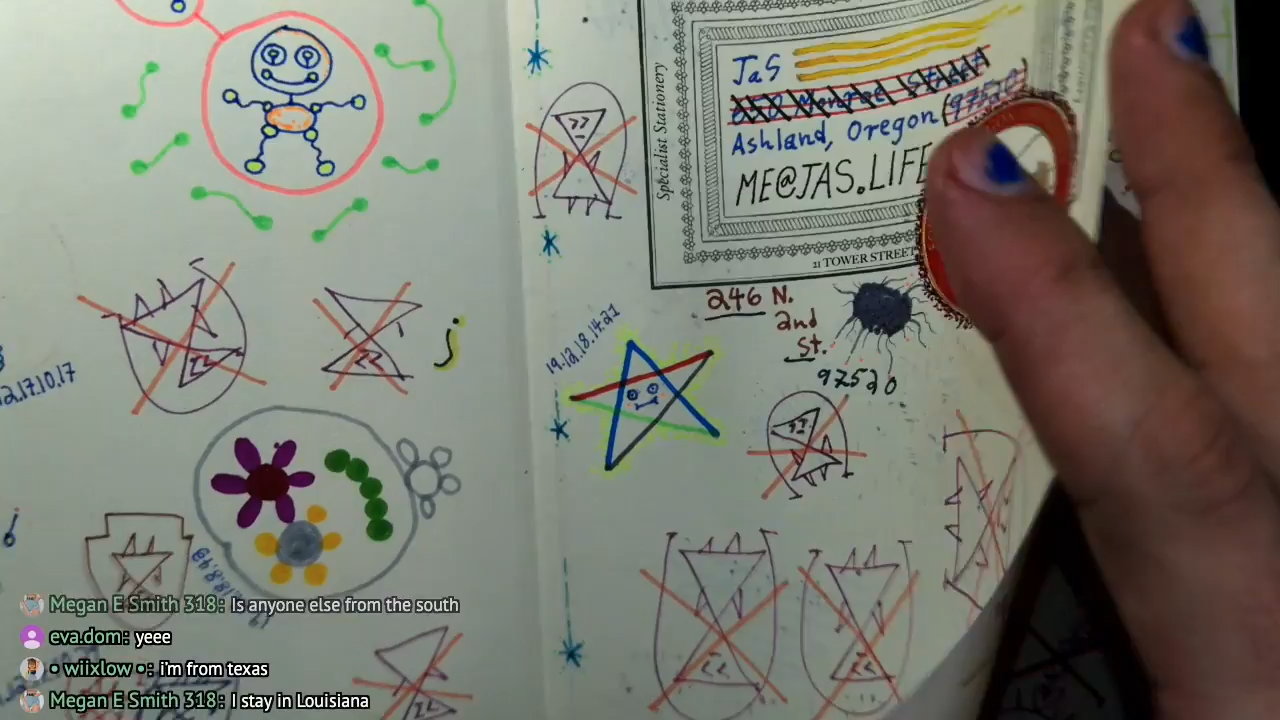 JaS
Ashland, Oregon (97520)
ME@JAS.LIFE
Specialist Stationery
21 TOWER STREET
246 N.
2nd
St.
97520
19.12.18.14.21
j
Megan E Smith 318: Is anyone else from the south
eva.dom: yeee
• wiixlow •: i'm from texas
Megan E Smith 318: I stay in Louisiana